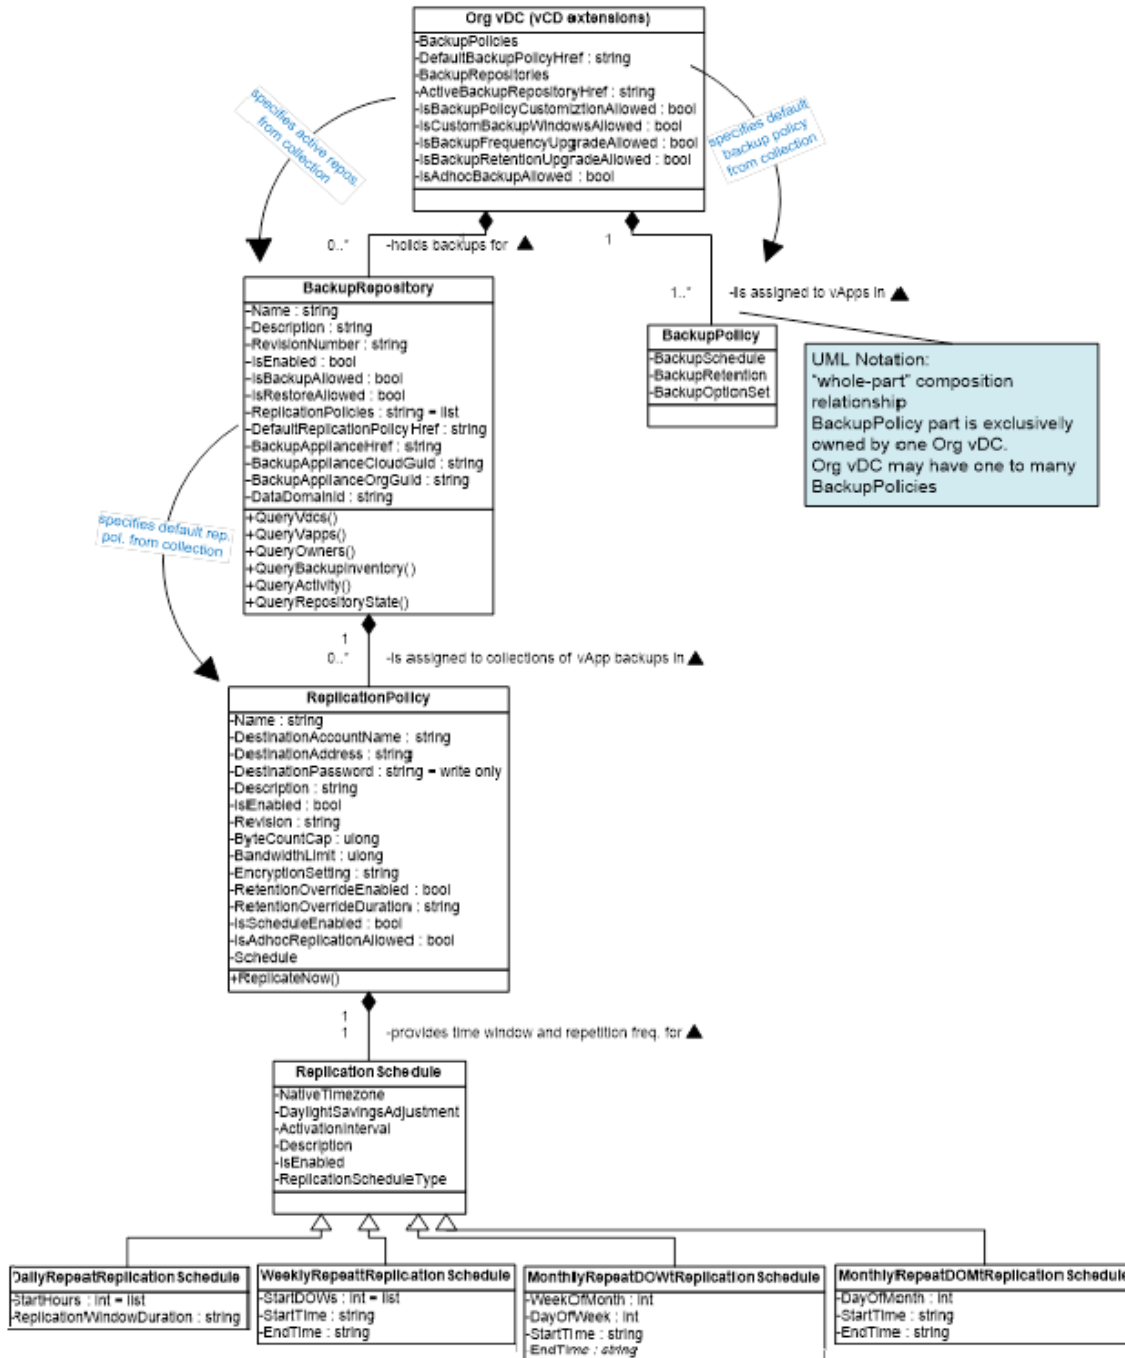 Org vDC (vCD extensions)
-BackupPolicies
-DefaultBackupPolicyHref : string
-BackupRepositories
-ActiveBackupRepositoryHref : string
-IsBackupPolicyCustomiztionAllowed : bool
-IsCustomBackupWindowsAllowed : bool
-IsBackupFrequencyUpgradeAllowed : bool
-IsBackupRetentionUpgradeAllowed : bool
-IsAdhocBackupAllowed : bool
specifies active repos.
from collection
specifies default
backup policy
from collection
0..*
-holds backups for ▲
1
1..*
-is assigned to vApps in ▲
BackupRepository
-Name : string
-Description : string
-RevisionNumber : string
-IsEnabled : bool
-IsBackupAllowed : bool
-IsRestoreAllowed : bool
-ReplicationPolicies : string = list
-DefaultReplicationPolicyHref : string
-BackupApplianceHref : string
-BackupApplianceCloudGuid : string
-BackupApplianceOrgGuid : string
-DataDomainId : string
+QueryVdcs()
+QueryVapps()
+QueryOwners()
+QueryBackupInventory()
+QueryActivity()
+QueryRepositoryState()
BackupPolicy
-BackupSchedule
-BackupRetention
-BackupOptionSet
UML Notation:
"whole-part" composition
relationship
BackupPolicy part is exclusively
owned by one Org vDC.
Org vDC may have one to many
BackupPolicies
specifies default rep.
pol. from collection
1
0..*
-is assigned to collections of vApp backups in ▲
ReplicationPolicy
-Name : string
-DestinationAccountName : string
-DestinationAddress : string
-DestinationPassword : string = write only
-Description : string
-IsEnabled : bool
-Revision : string
-ByteCountCap : ulong
-BandwidthLimit : ulong
-EncryptionSetting : string
-RetentionOverrideEnabled : bool
-RetentionOverrideDuration : string
-IsScheduleEnabled : bool
-IsAdhocReplicationAllowed : bool
-Schedule
+ReplicateNow()
1
1
-provides time window and repetition freq. for ▲
ReplicationSchedule
-NativeTimezone
-DaylightSavingsAdjustment
-ActivationInterval
-Description
-IsEnabled
-ReplicationScheduleType
DailyRepeatReplicationSchedule
-StartHours : int = list
ReplicationWindowDuration : string
WeeklyRepeattReplicationSchedule
-StartDOWs : int = list
-StartTime : string
-EndTime : string
MonthlyRepeatDOWtReplicationSchedule
-WeekOfMonth : int
-DayOfWeek : int
-StartTime : string
-EndTime : string
MonthlyRepeatDOMtReplicationSchedule
-DayOfMonth : int
-StartTime : string
-EndTime : string